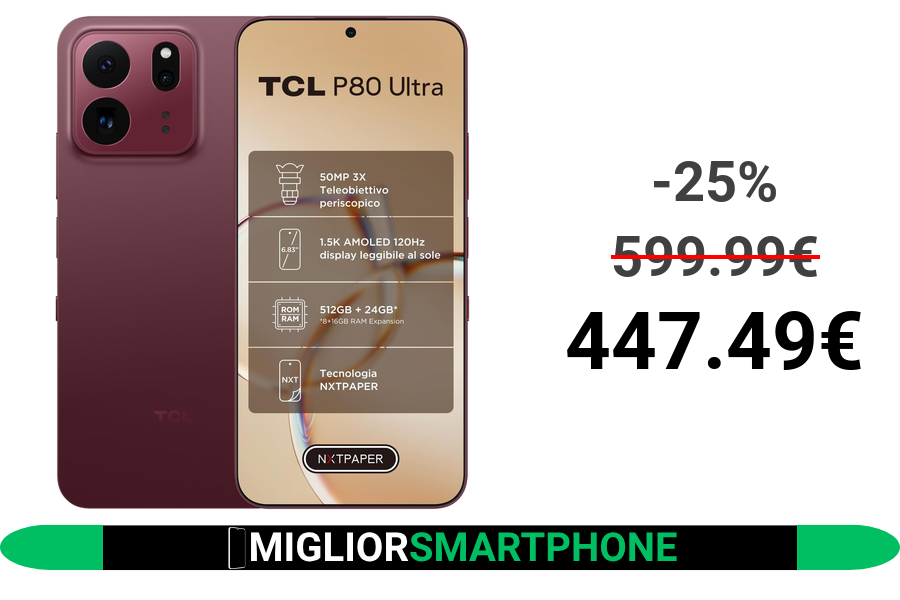 TCL P80 Ultra
50MP 3X
Teleobiettivo
periscopico
6.83"
1.5K AMOLED 120Hz
display leggibile al sole
ROM
RAM
512GB + 24GB*
*8+16GB RAM Expansion
NXT
Tecnologia
NXTPAPER
TCL
NXTPAPER
-25%
599.99€
447.49€
MIGLIORSMARTPHONE